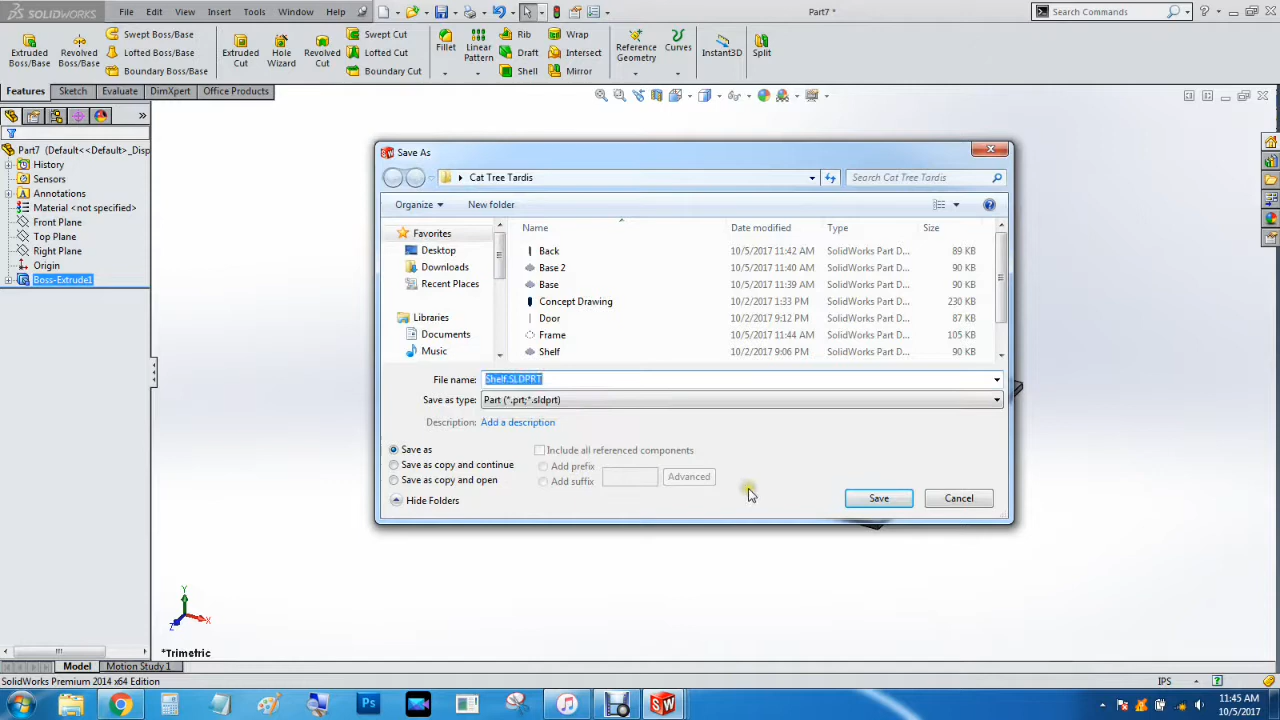 SOLIDWORKS File Edit View Insert Tools Window Help Part7 * Search Commands
Extruded Boss/Base Revolved Boss/Base Swept Boss/Base Lofted Boss/Base Boundary Boss/Base Extruded Cut Hole Wizard Revolved Cut Swept Cut Lofted Cut Boundary Cut Fillet Linear Pattern Rib Draft Shell Wrap Intersect Mirror Reference Geometry Curves Instant3D Split
Features Sketch Evaluate DimXpert Office Products
Part7 (Default<<Default>_Disp
History
Sensors
Annotations
Material <not specified>
Front Plane
Top Plane
Right Plane
Origin
Boss-Extrude1
Save As
Cat Tree Tardis Search Cat Tree Tardis
Organize New folder
Favorites
Desktop
Downloads
Recent Places
Libraries
Documents
Music
Name Date modified Type Size
Back 10/5/2017 11:42 AM SolidWorks Part D... 89 KB
Base 2 10/5/2017 11:40 AM SolidWorks Part D... 90 KB
Base 10/5/2017 11:39 AM SolidWorks Part D... 90 KB
Concept Drawing 10/2/2017 1:33 PM SolidWorks Part D... 230 KB
Door 10/2/2017 9:12 PM SolidWorks Part D... 87 KB
Frame 10/5/2017 11:44 AM SolidWorks Part D... 105 KB
Shelf 10/2/2017 9:06 PM SolidWorks Part D... 90 KB
File name: Shelf.SLDPRT
Save as type: Part (*.prt;*.sldprt)
Description: Add a description
Save as
Save as copy and continue
Save as copy and open
Include all referenced components
Add prefix
Add suffix
Advanced
Hide Folders
Save Cancel
Y
X
Z
*Trimetric
Model Motion Study 1
SolidWorks Premium 2014 x64 Edition IPS
Ps SW
11:45 AM
10/5/2017